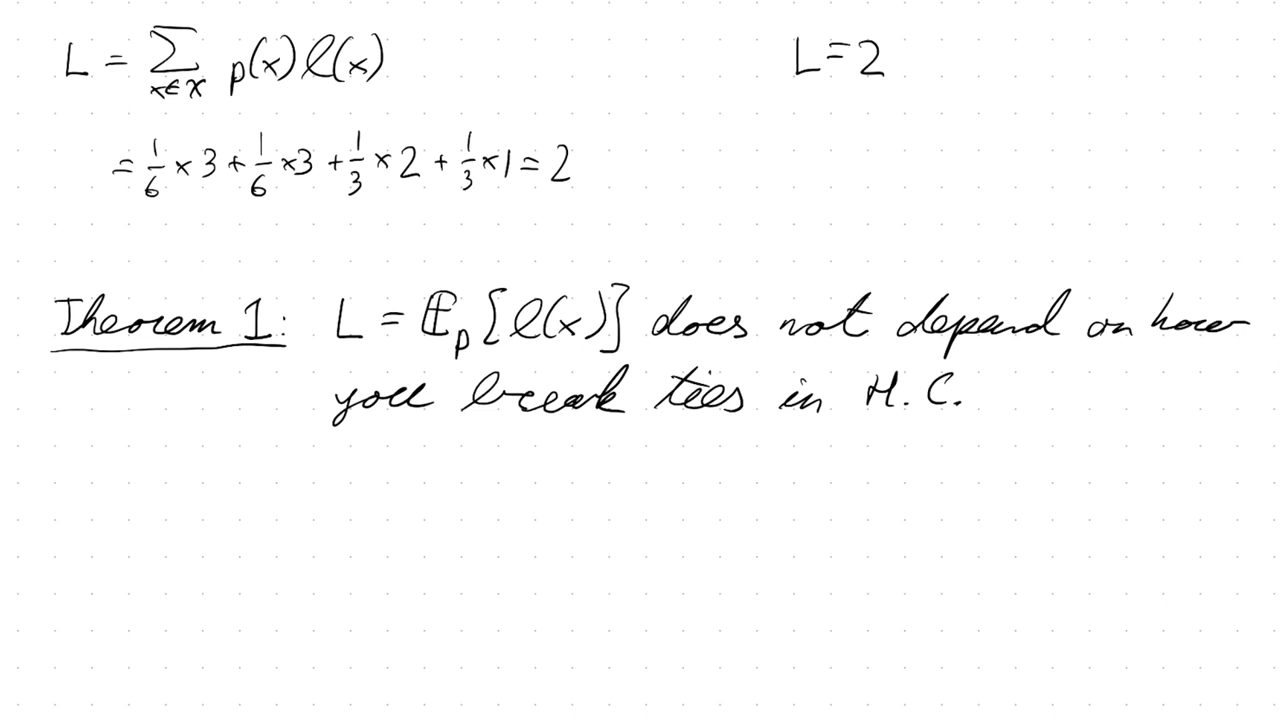 L = ∑ p(x) ℓ(x) L=2
x∈X
= 1/6 × 3 + 1/6 × 3 + 1/3 × 2 + 1/3 × 1 = 2
Theorem 1: L = 𝔼_p [ℓ(x)] does not depend on how
you break ties in H.C.